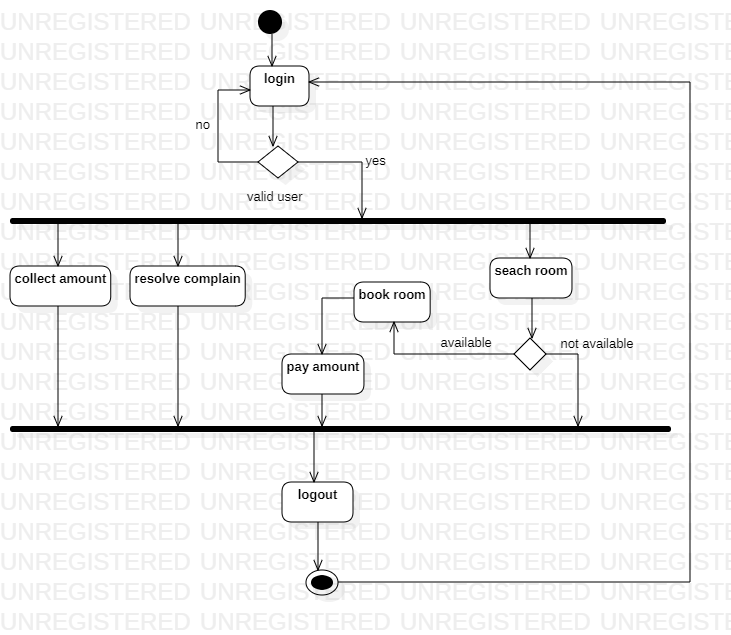 UNREGISTERED UNREGISTERED UNREGISTERED UNREGISTERED
login
no
yes
valid user
collect amount
resolve complain
seach room
book room
available
not available
pay amount
logout